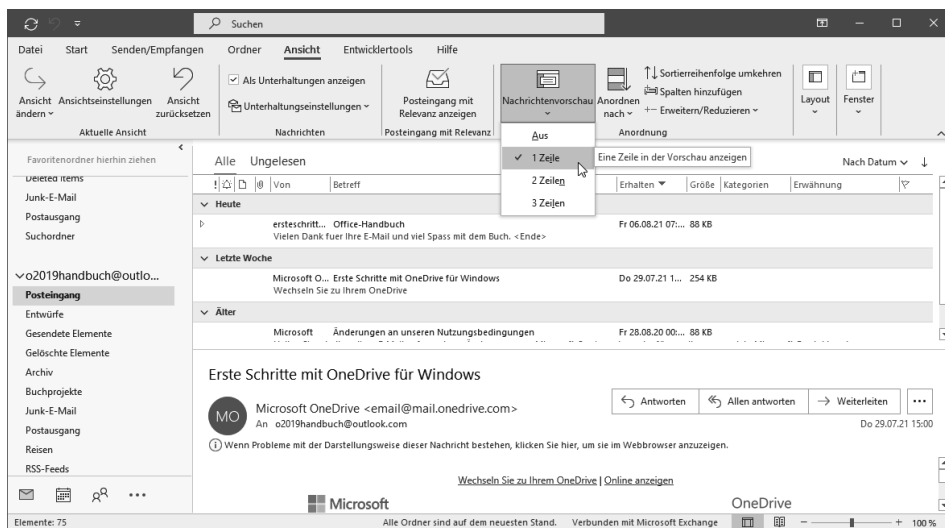 Suchen
Datei Start Senden/Empfangen Ordner Ansicht Entwicklertools Hilfe
Ansicht ändern
Ansichtseinstellungen
Ansicht zurücksetzen
Aktuelle Ansicht
Als Unterhaltungen anzeigen
Unterhaltungseinstellungen
Nachrichten
Posteingang mit Relevanz anzeigen
Posteingang mit Relevanz
Nachrichtenvorschau
Anordnen nach
Sortierreihenfolge umkehren
Spalten hinzufügen
Erweitern/Reduzieren
Anordnung
Layout
Fenster
Aus
1 Zeile
2 Zeilen
3 Zeilen
Eine Zeile in der Vorschau anzeigen
Favoritenordner hierhin ziehen
Deleted Items
Junk-E-Mail
Postausgang
Suchordner
o2019handbuch@outlo...
Posteingang
Entwürfe
Gesendete Elemente
Gelöschte Elemente
Archiv
Buchprojekte
Junk-E-Mail
Postausgang
Reisen
RSS-Feeds
Alle Ungelesen
Nach Datum
Von Betreff Erhalten Größe Kategorien Erwähnung
Heute
ersteschritt... Office-Handbuch Fr 06.08.21 07:... 88 KB
Vielen Dank fuer Ihre E-Mail und viel Spass mit dem Buch. <Ende>
Letzte Woche
Microsoft O... Erste Schritte mit OneDrive für Windows Do 29.07.21 1... 254 KB
Wechseln Sie zu Ihrem OneDrive
Älter
Microsoft Änderungen an unseren Nutzungsbedingungen Fr 28.08.20 00:... 88 KB
Erste Schritte mit OneDrive für Windows
MO
Microsoft OneDrive <email@mail.onedrive.com>
An o2019handbuch@outlook.com
Antworten Allen antworten Weiterleiten
Do 29.07.21 15:00
Wenn Probleme mit der Darstellungsweise dieser Nachricht bestehen, klicken Sie hier, um sie im Webbrowser anzuzeigen.
Wechseln Sie zu Ihrem OneDrive | Online anzeigen
Microsoft OneDrive
Elemente: 75 Alle Ordner sind auf dem neuesten Stand. Verbunden mit Microsoft Exchange 100 %